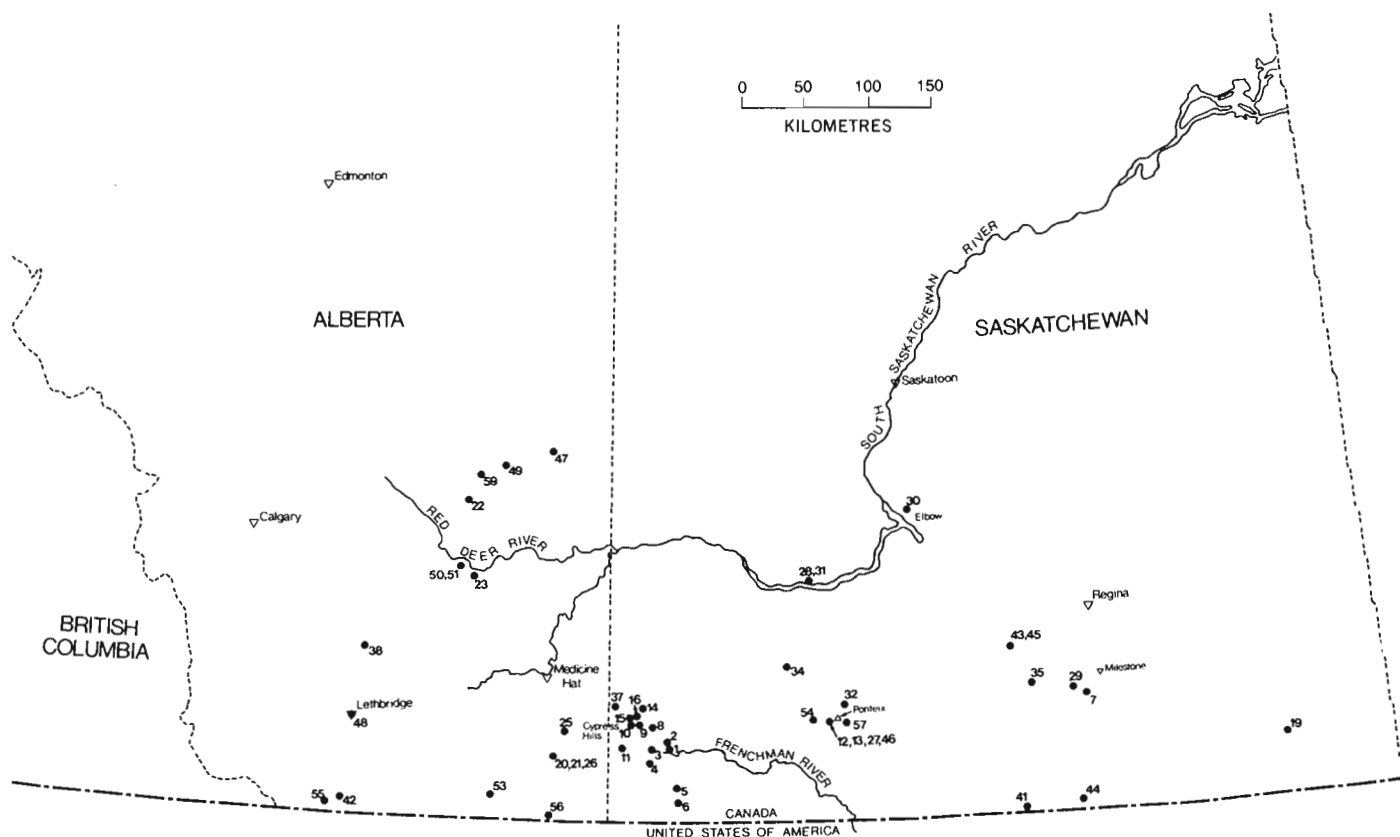 0 50 100 150
KILOMETRES
Edmonton
ALBERTA
SASKATCHEWAN
SOUTH SASKATCHEWAN RIVER
Saskatoon
47
49
59
22
Calgary
RED DEER RIVER
30
Elbow
50,51
23
28,31
Regina
BRITISH
COLUMBIA
38
43,45
Medicine
Hat
34
35
29
Milestone
7
Lethbridge
48
37
16
14
15
Cypress
Hills
10
9
8
25
11
3
2
1
4
20,21,26
32
Ponteix
54
57
12,13,27,46
19
FRENCHMAN RIVER
55
42
53
56
5
6
41
44
CANADA
UNITED STATES OF AMERICA